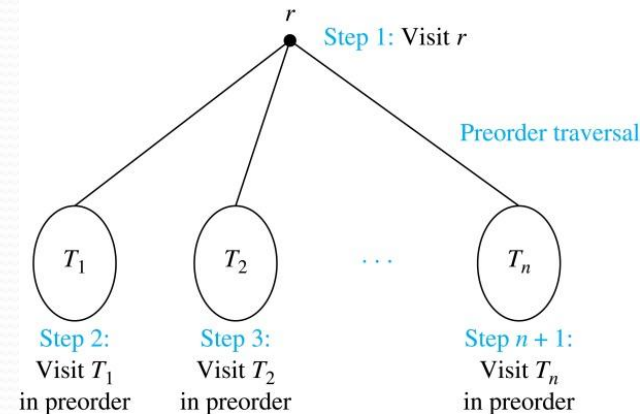 r
Step 1: Visit r
Preorder traversal
T1
T2
. . .
Tn
Step 2:
Visit T1
in preorder
Step 3:
Visit T2
in preorder
Step n + 1:
Visit Tn
in preorder